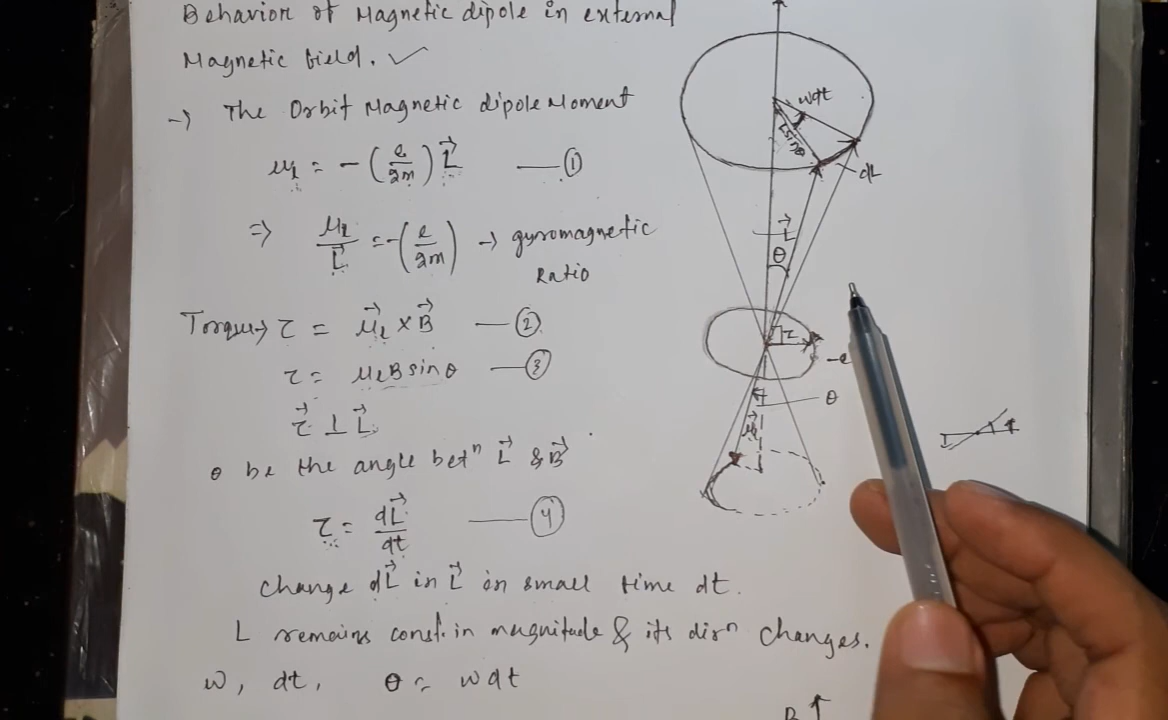 Behavior of Magnetic dipole in external
Magnetic field. ✓
→ The Orbit Magnetic dipole Moment
μl = -(e/2m) L⃗ —— ①
⇒ μl/L⃗ = -(e/2m) → gyromagnetic
Ratio
Torque → τ = μ⃗l × B⃗ —— ②
τ = μlB sinθ —— ③
τ⃗ ⊥ L⃗
θ be the angle betⁿ L⃗ & B⃗
τ = dL⃗/dt —— ④
change dL⃗ in L⃗ in small time dt.
L remains const. in magnitude & its dirⁿ changes.
ω, dt, θ = ωdt
ωdt
Lsinθ
dL
L⃗
θ
τ
-e
θ
μ⃗l
B ↑